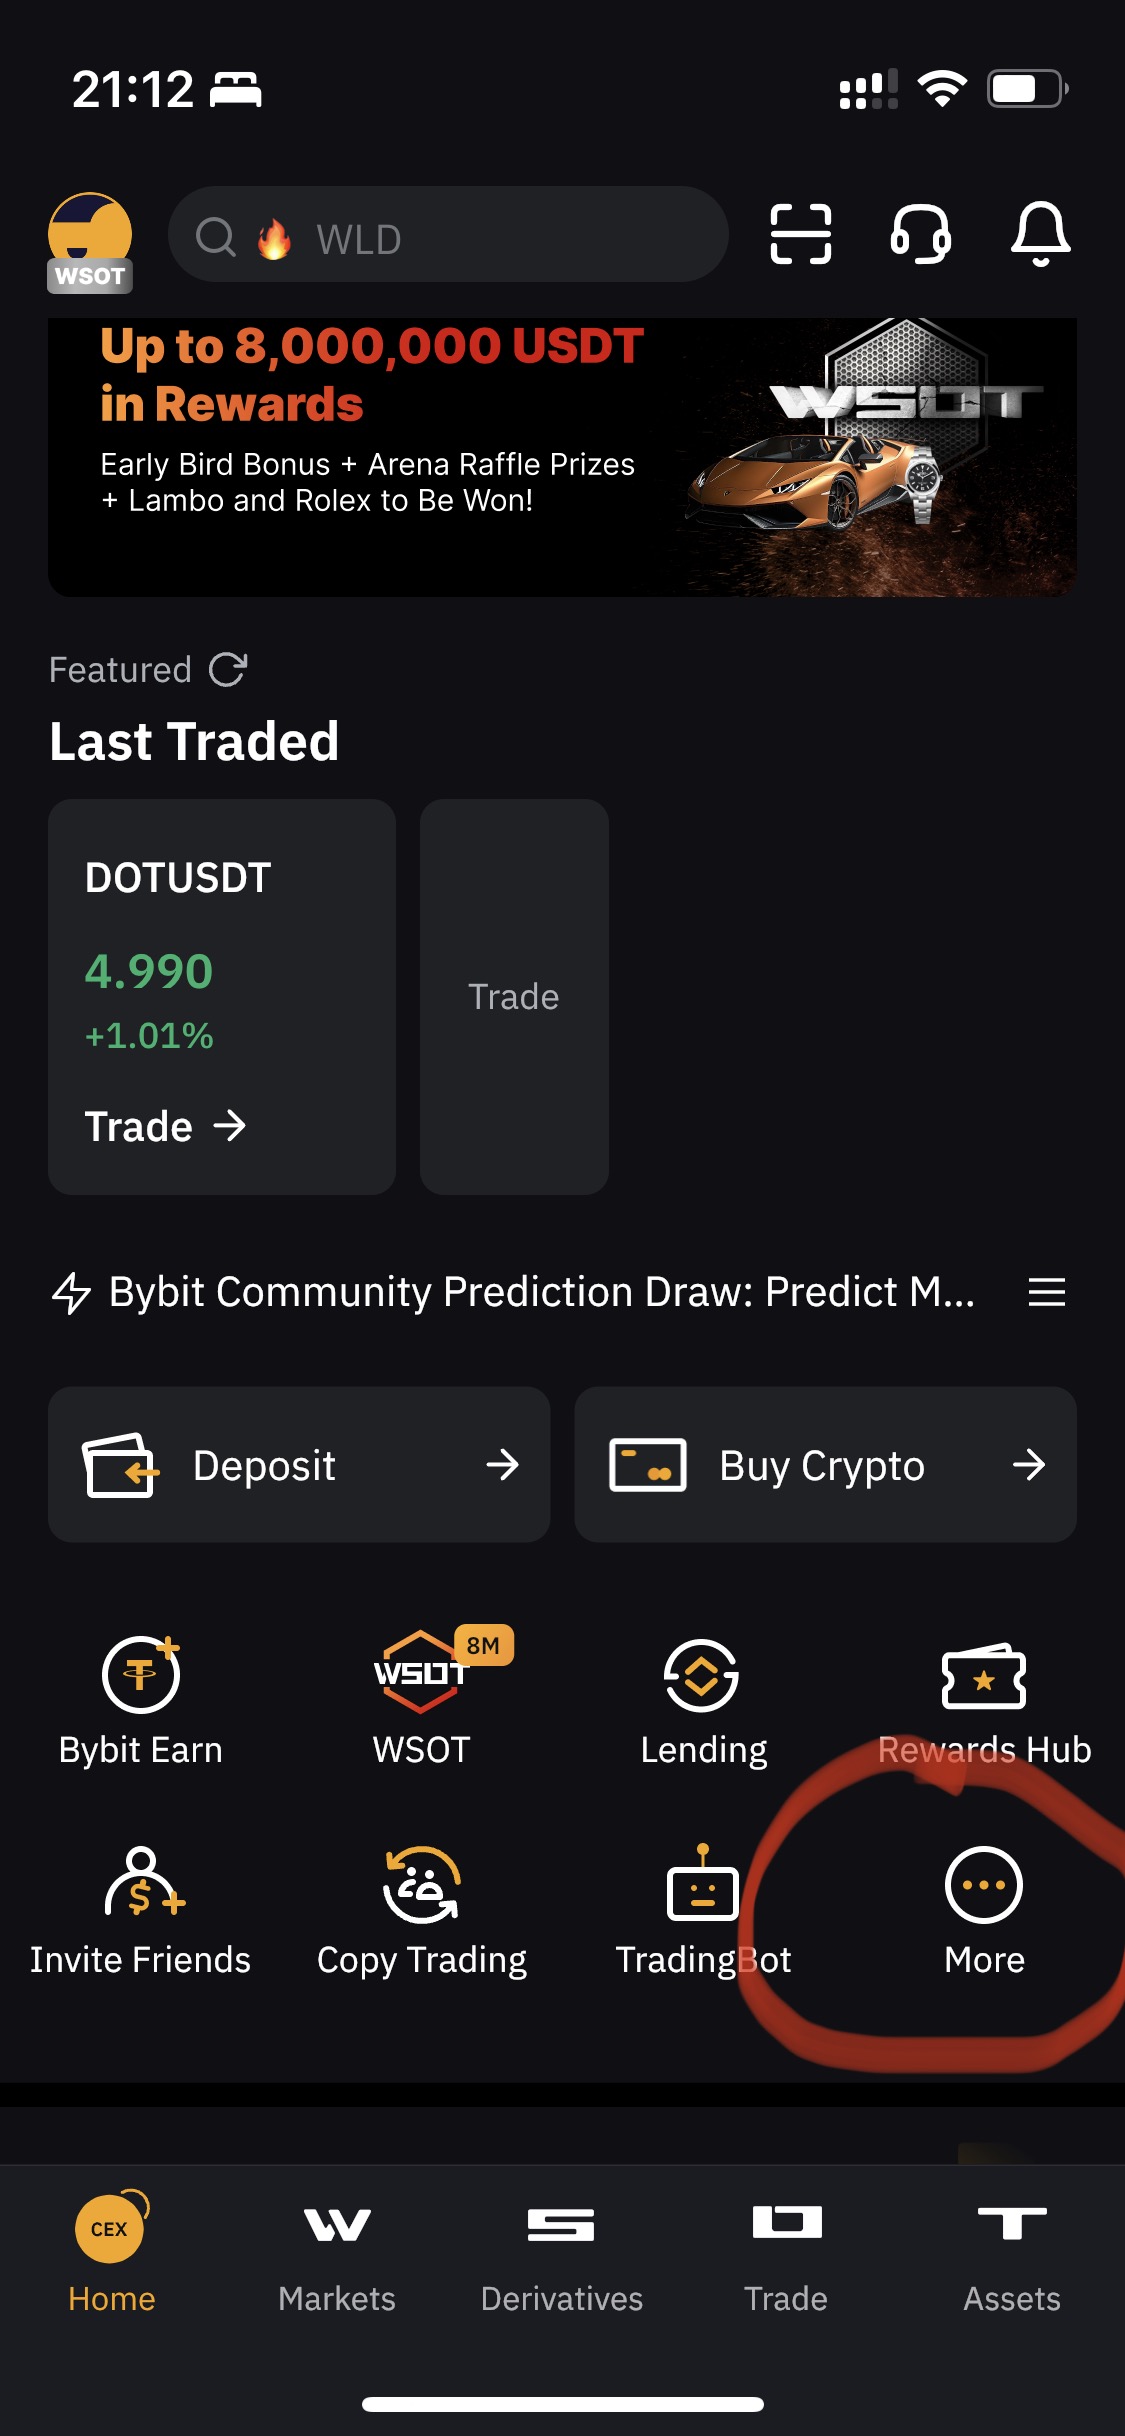 21:12
WSOT
🔥 WLD
Up to 8,000,000 USDT
in Rewards
Early Bird Bonus + Arena Raffle Prizes
+ Lambo and Rolex to Be Won!
WSOT
Featured
Last Traded
DOTUSDT
4.990
+1.01%
Trade →
Trade
Bybit Community Prediction Draw: Predict M...
Deposit →
Buy Crypto →
8M
WSOT
Bybit Earn
WSOT
Lending
Rewards Hub
Invite Friends
Copy Trading
TradingBot
More
CEX
W
S
O
T
Home
Markets
Derivatives
Trade
Assets